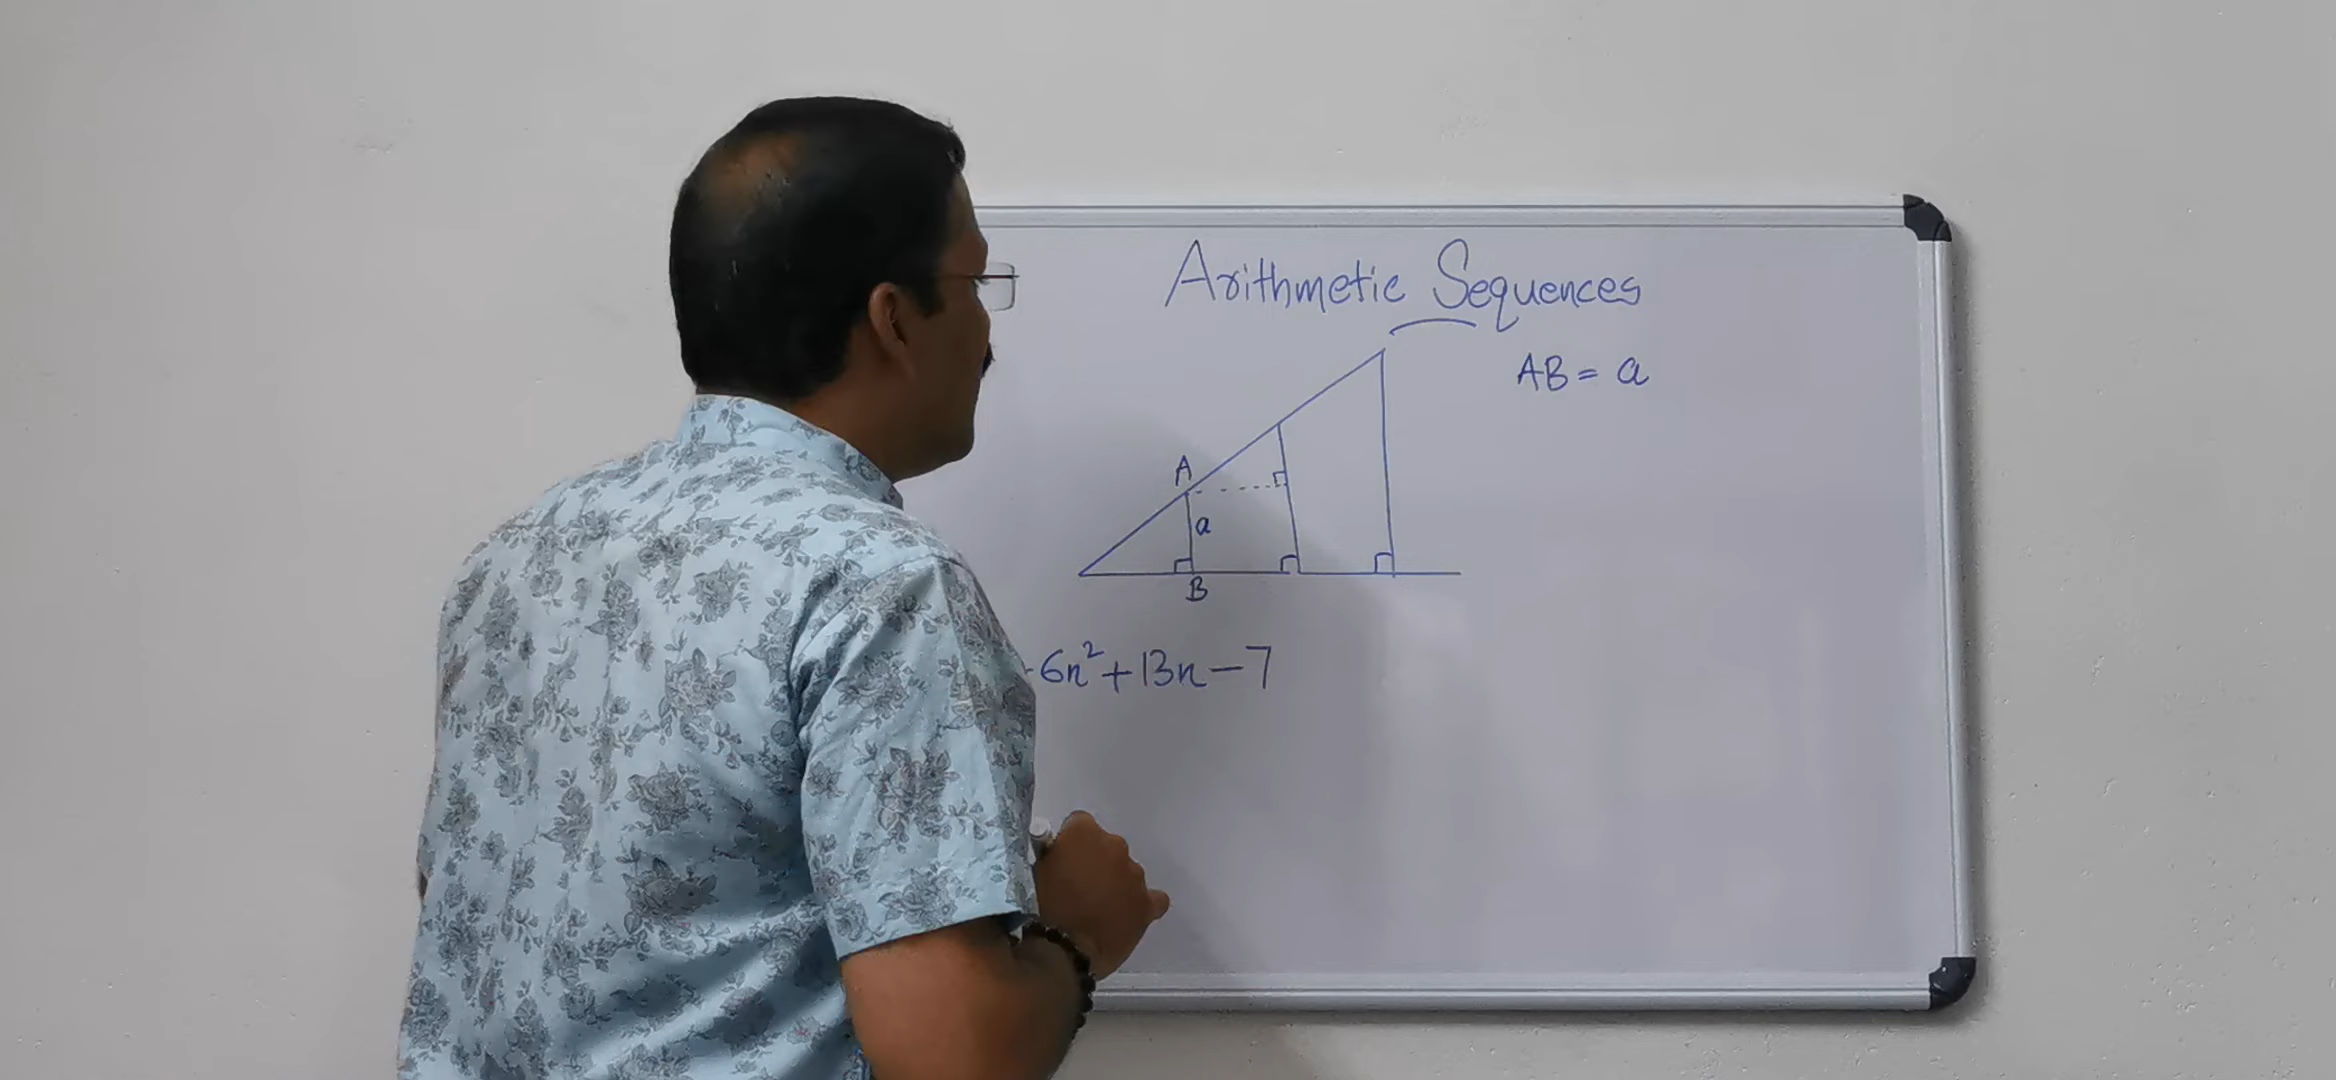 Arithmetic Sequences
AB = a
A
a
B
-6n²+13n-7